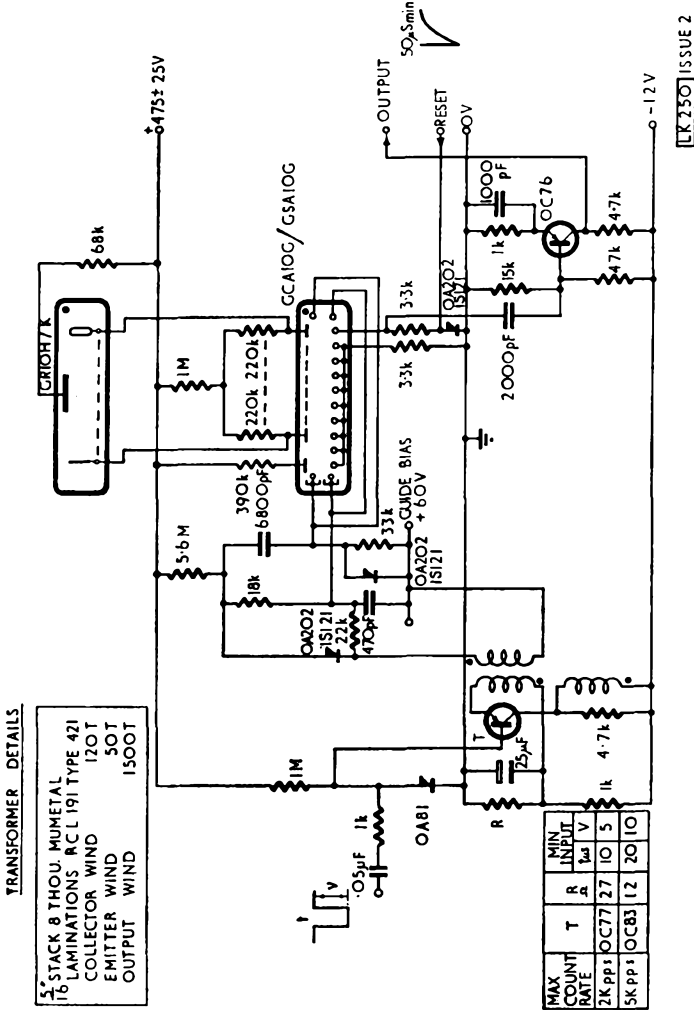 TRANSFORMER DETAILS
5/16" STACK 8 THOU. MUMETAL
LAMINATIONS R C L 191 TYPE 421
COLLECTOR WIND 120T
EMITTER WIND 50T
OUTPUT WIND 1500T
GR10H/K
68k
+475± 25V
1M
220k 220k
390k
6800pF
5·6M
18k
GCA10G/GSA10G
OA202
1S121
22k
470pF
33k
GUIDE BIAS
+60V
OA202
1S121
3·3k
3·3k
OUTPUT
50µSmin
RESET
OA202
1S121
0V
1000
pF
1k
15k
2000pF
OC76
4·7k
47k
-12V
1M
t
V
·05µF
1k
OA81
T
R
25µF
4·7k
1k
MAX COUNT RATE T R Ω MIN INPUT tµs V
2K pps OC77 27 10 5
5K pps OC83 12 20 10
LK 250 ISSUE 2